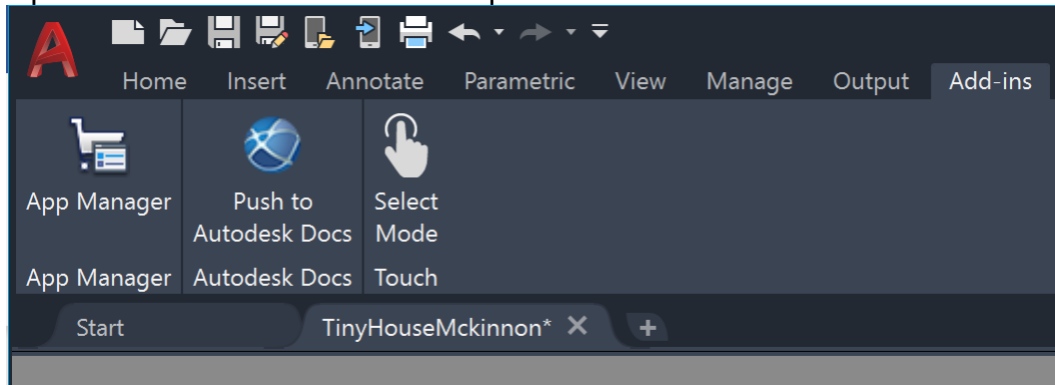 Home Insert Annotate Parametric View Manage Output Add-ins
App Manager
Push to
Autodesk Docs
Select
Mode
App Manager Autodesk Docs Touch
Start TinyHouseMckinnon*